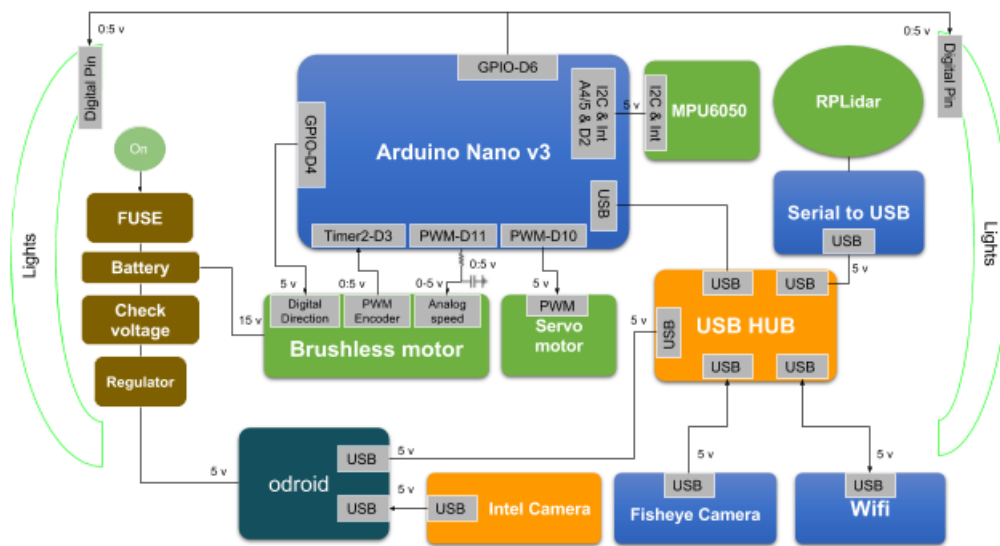 0:5 v
0:5 v
Digital Pin
Digital Pin
GPIO-D6
I2C & Int
A4/5 & D2
5 v
I2C & Int
MPU6050
RPLidar
On
GPIO-D4
Arduino Nano v3
USB
Serial to USB
USB
FUSE
Timer2-D3
PWM-D11
PWM-D10
Lights
Lights
Battery
5 v
0:5 v
0-5 v
0:5 v
5 v
5 v
USB
USB
Check
voltage
15 v
Digital
Direction
PWM
Encoder
Analog
speed
PWM
5 v
USB
USB HUB
Brushless motor
Servo
motor
Regulator
USB
USB
odroid
USB
5 v
5 v
5 v
5 v
5 v
USB
USB
Intel Camera
USB
Fisheye Camera
USB
Wifi